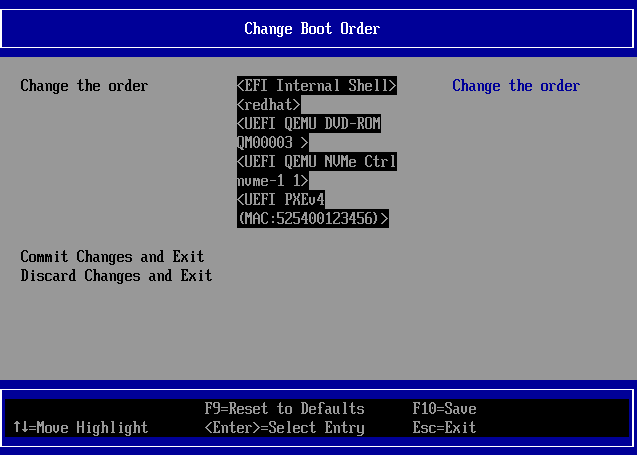 Change Boot Order
Change the order <EFI Internal Shell> Change the order
<redhat>
<UEFI QEMU DVD-ROM
QM00003 >
<UEFI QEMU NVMe Ctrl
nvme-1 1>
<UEFI PXEv4
(MAC:525400123456)>
Commit Changes and Exit
Discard Changes and Exit
F9=Reset to Defaults F10=Save
↑↓=Move Highlight <Enter>=Select Entry Esc=Exit